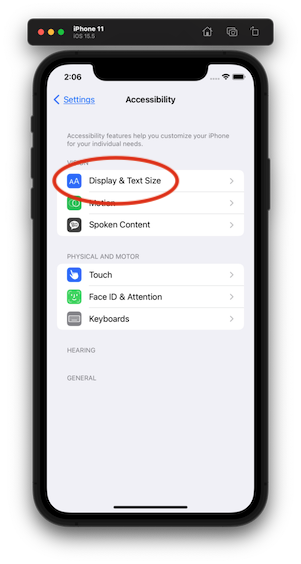 iPhone 11
iOS 15.5
2:06
Settings
Accessibility
Accessibility features help you customize your iPhone
for your individual needs.
VISION
AA
Display & Text Size
Motion
Spoken Content
PHYSICAL AND MOTOR
Touch
Face ID & Attention
Keyboards
HEARING
GENERAL